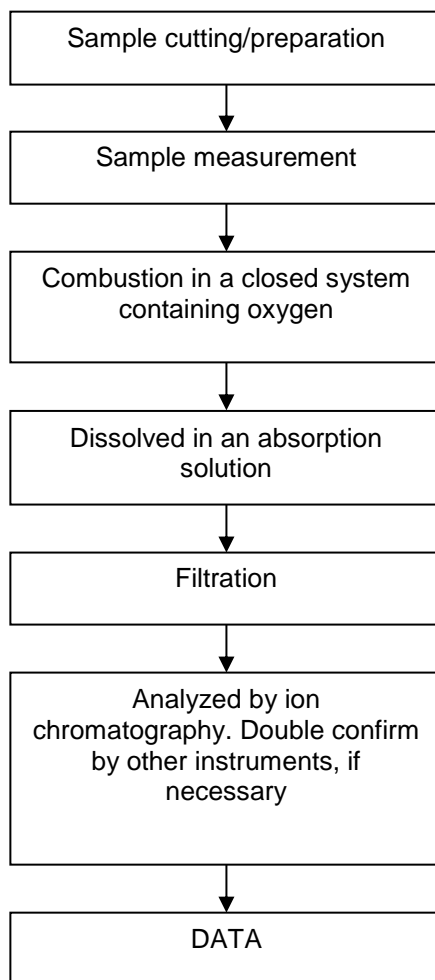 Sample cutting/preparation
Sample measurement
Combustion in a closed system
containing oxygen
Dissolved in an absorption
solution
Filtration
Analyzed by ion
chromatography. Double confirm
by other instruments, if
necessary
DATA